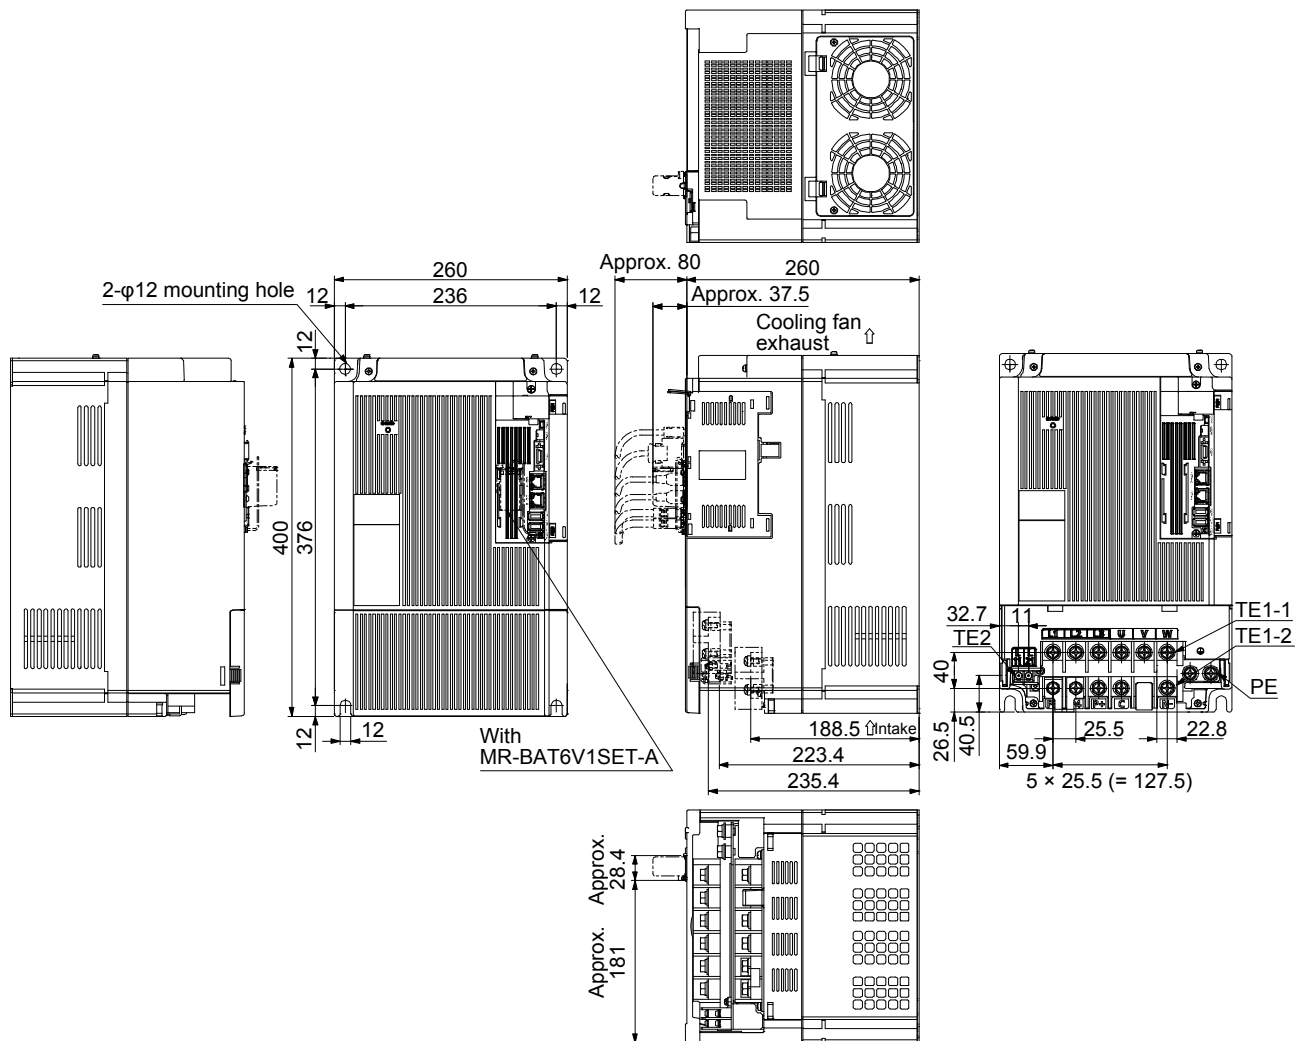 Approx. 80
260
260
2-φ12 mounting hole
Approx. 37.5
12
236
12
Cooling fan
exhaust
12
400
376
32.7
11
L1 L2 L3 U V W
TE1-1
TE2
TE1-2
40
PE
P+ C
12
12
188.5
Intake
26.5
40.5
25.5
22.8
With
MR-BAT6V1SET-A
223.4
59.9
235.4
5 × 25.5 (= 127.5)
Approx.
28.4
Approx.
181